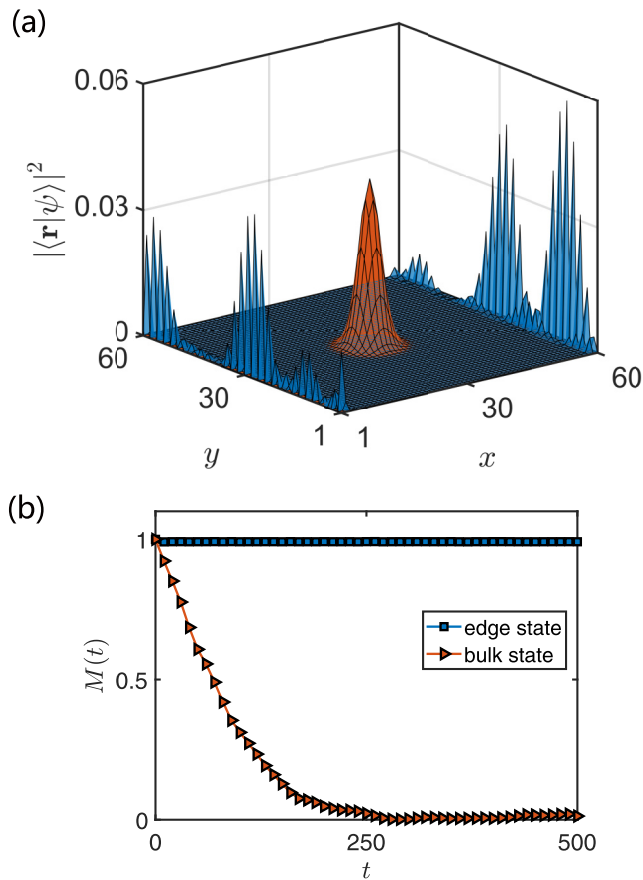 (a)
0.06
0.03
0
|⟨𝐫|ψ⟩|²
60
30
1
y
1
30
60
x
(b)
1
0.5
0
M(t)
edge state
bulk state
0
250
500
t